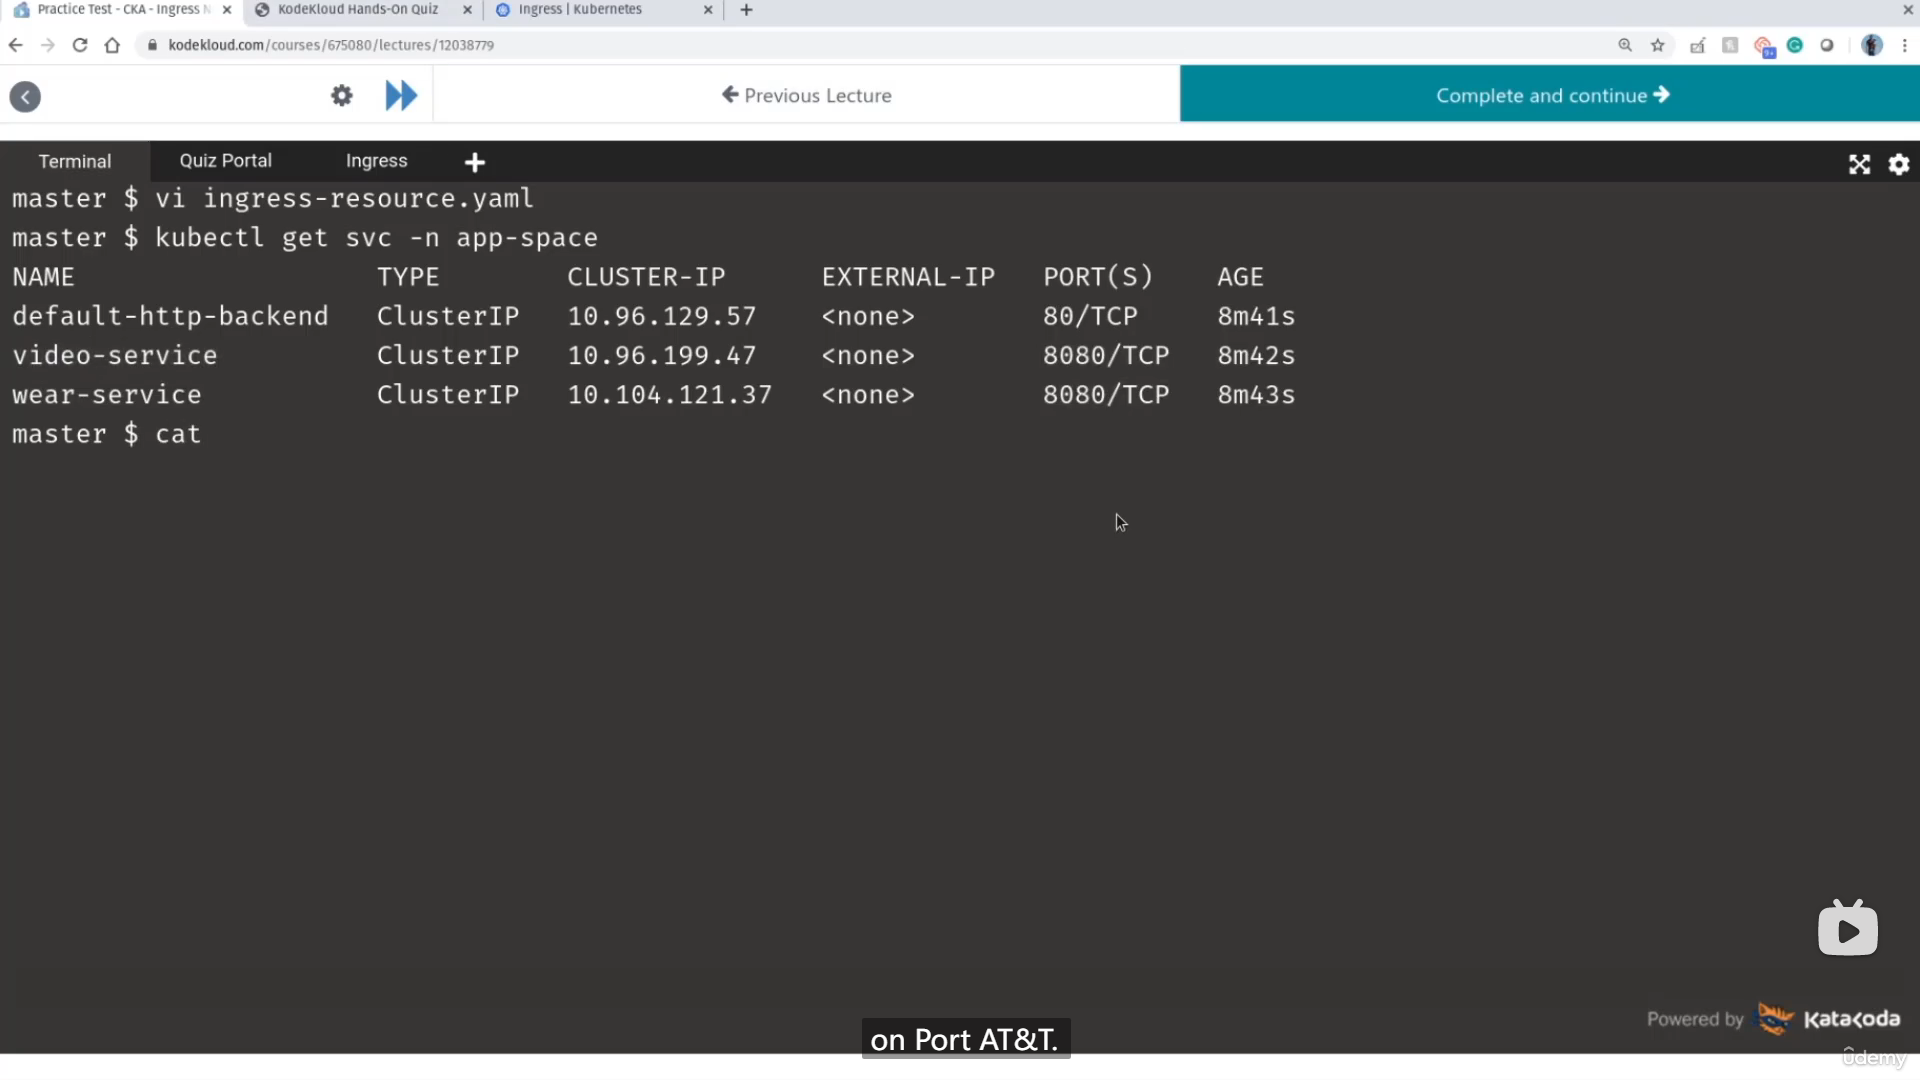 Practice Test - CKA - Ingress N
KodeKloud Hands-On Quiz
Ingress | Kubernetes
kodekloud.com/courses/675080/lectures/12038779
9+
Previous Lecture
Complete and continue
Terminal
Quiz Portal
Ingress
master $ vi ingress-resource.yaml
master $ kubectl get svc -n app-space
NAME TYPE CLUSTER-IP EXTERNAL-IP PORT(S) AGE
default-http-backend ClusterIP 10.96.129.57 <none> 80/TCP 8m41s
video-service ClusterIP 10.96.199.47 <none> 8080/TCP 8m42s
wear-service ClusterIP 10.104.121.37 <none> 8080/TCP 8m43s
master $ cat
Powered by Katakoda
on Port AT&T.
ûdemy